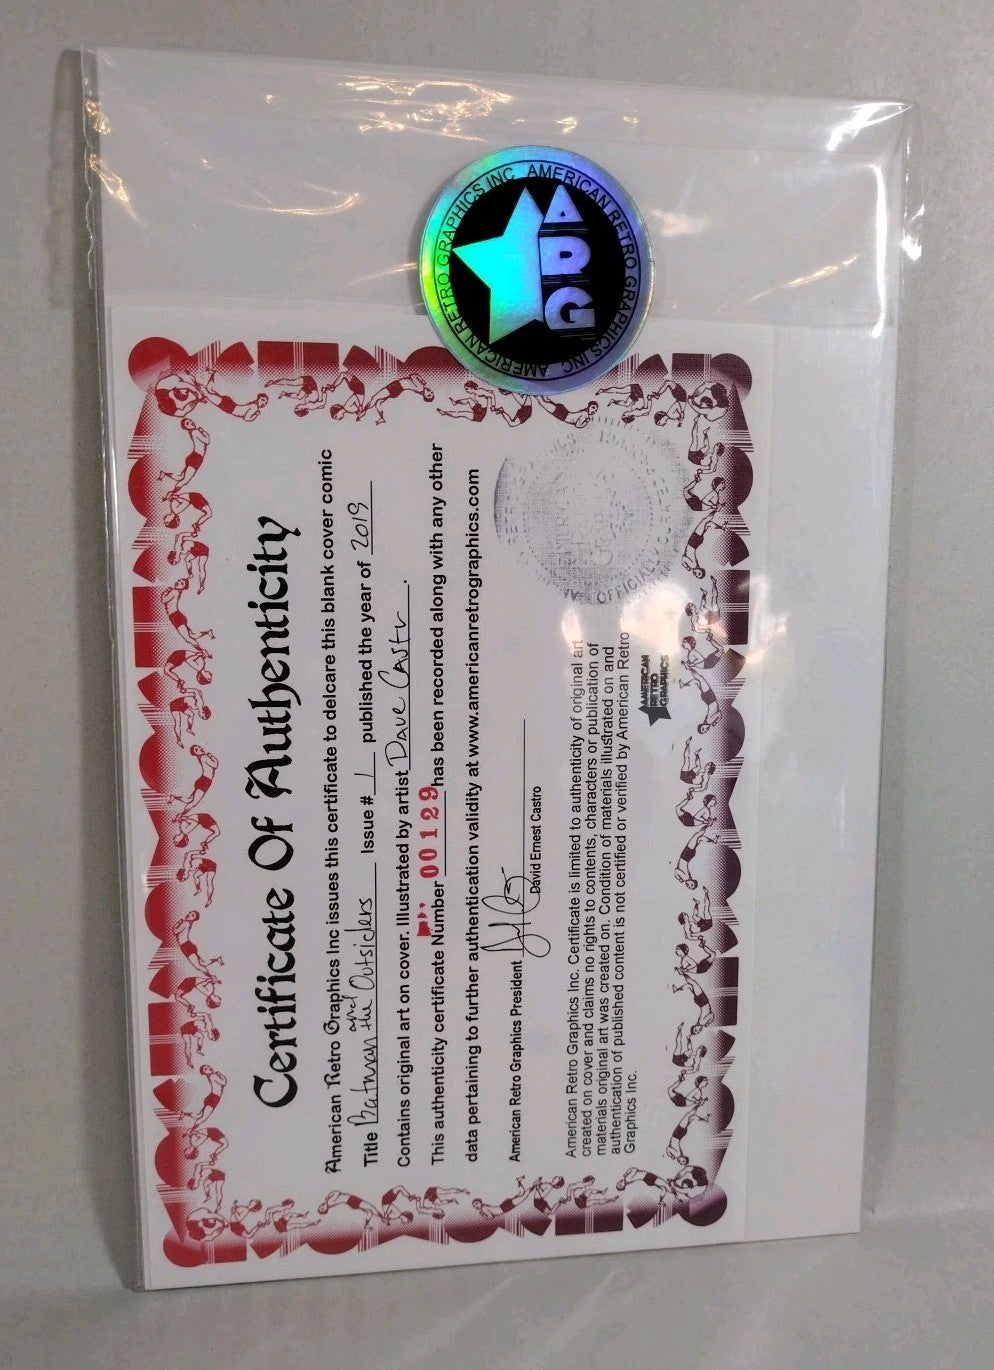 AMERICAN RETRO GRAPHICS INC. AMERICAN RETRO GRAPHICS INC.
ARG
Certificate Of Authenticity
American Retro Graphics Inc issues this certificate to delcare this blank cover comic
Title Batman and the Outsiders Issue # 1 published the year of 2019
Contains original art on cover. Illustrated by artist Dave Castr.
This authenticity certificate Number 00129 has been recorded along with any other
data pertaining to further authentication validity at www.americanretrographics.com
American Retro Graphics President
David Ernest Castro
American Retro Graphics Inc. Certificate is limited to authenticity of original art
created on cover and claims no rights to contents, characters or publication of
materials original art was created on. Condition of materials illustrated on and
authentication of published content is not certified or verified by American Retro
Graphics Inc.
AMERICAN
RETRO
GRAPHICS